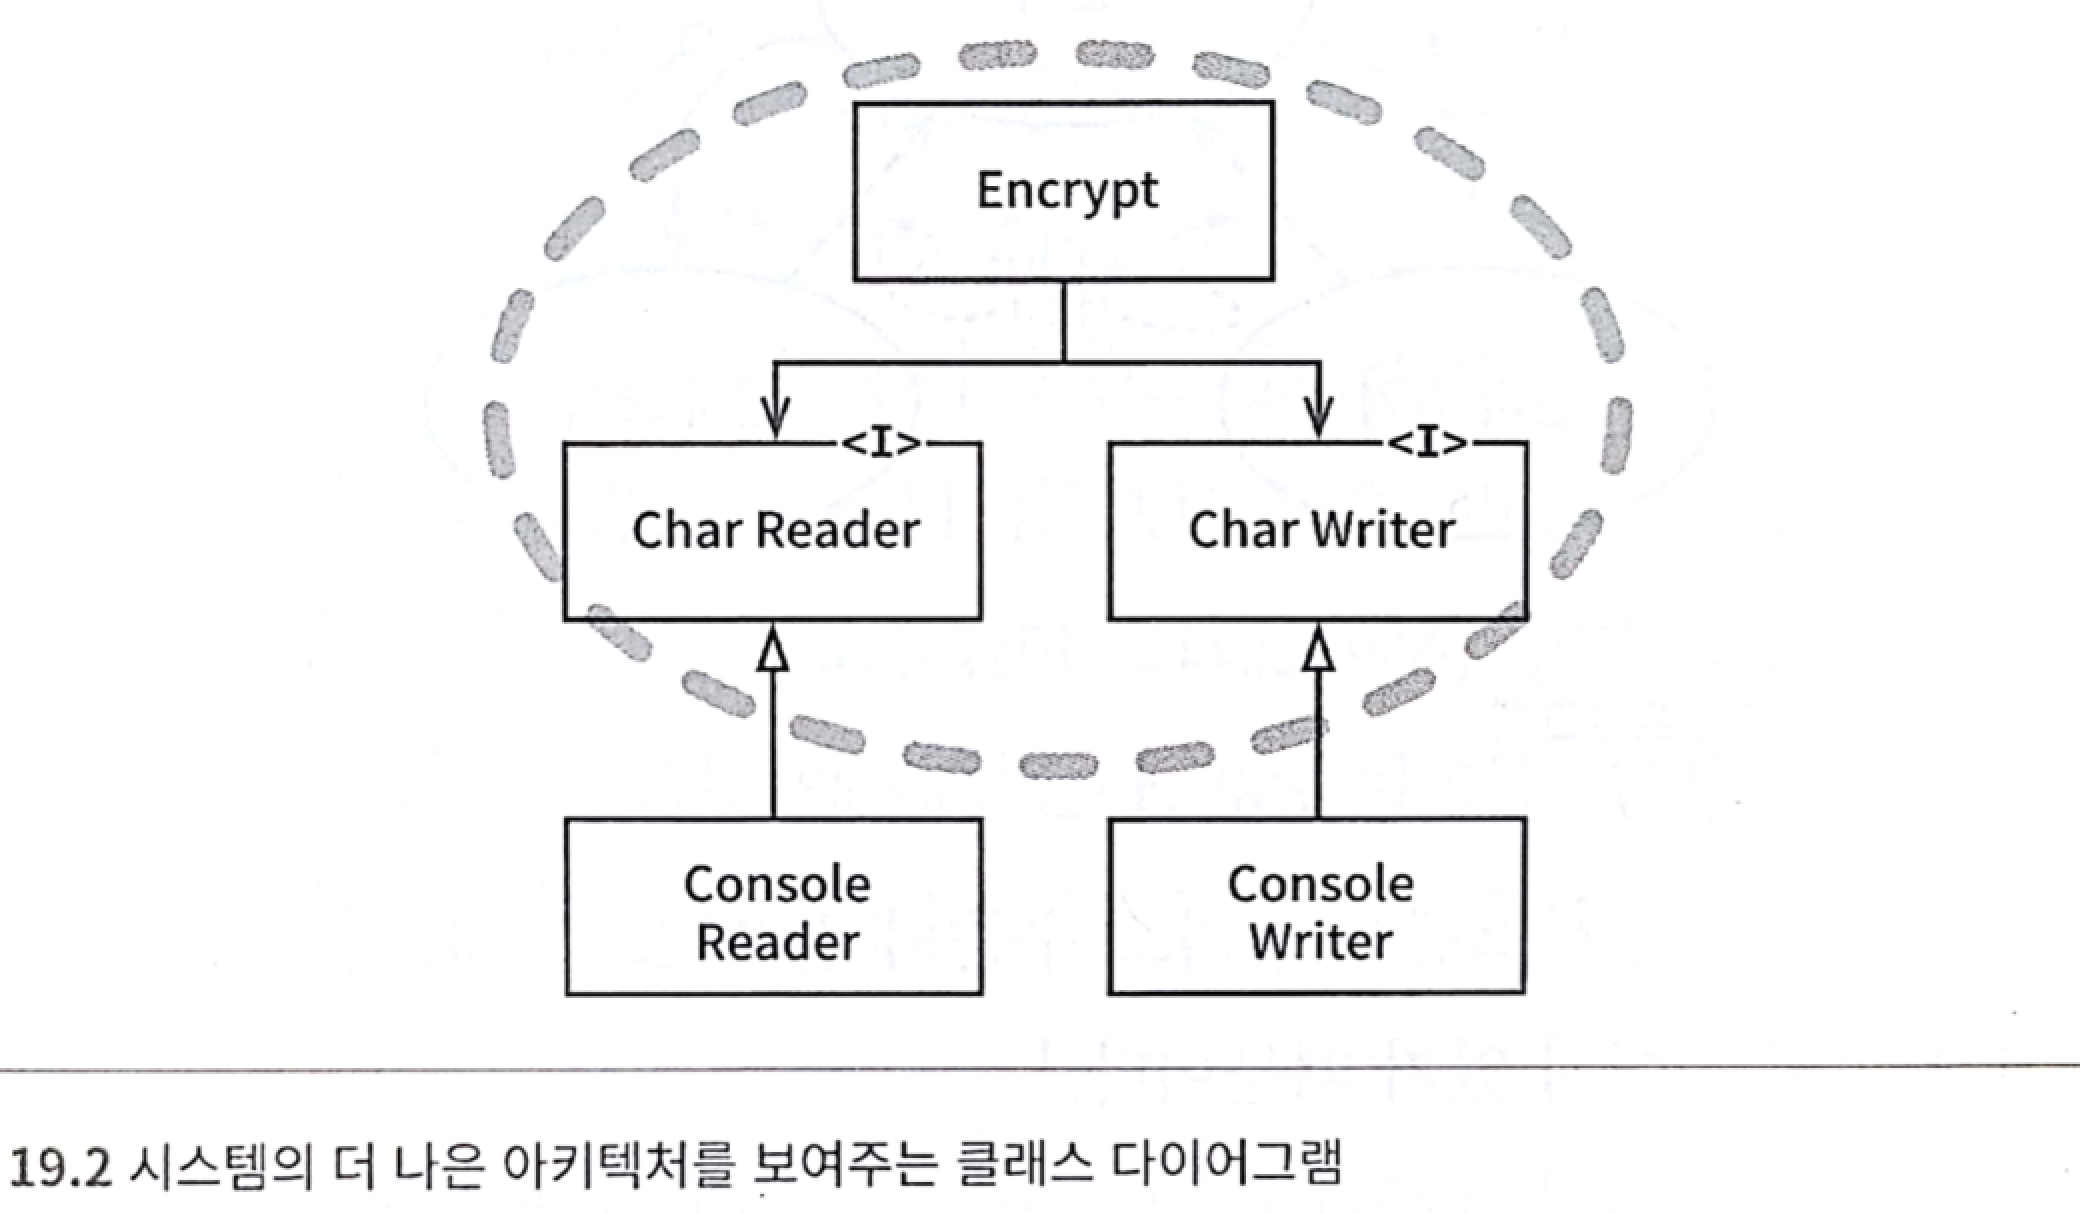 Encrypt
<I>
<I>
Char Reader
Char Writer
Console
Reader
Console
Writer
19.2 시스템의 더 나은 아키텍처를 보여주는 클래스 다이어그램